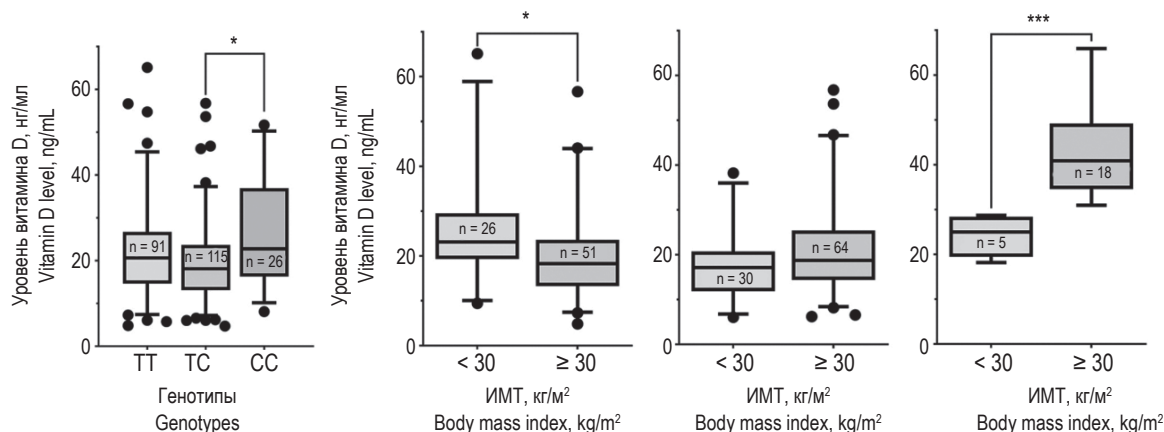 Уровень витамина D, нг/мл
Vitamin D level, ng/mL
60
40
20
0
*
n = 91
n = 115
n = 26
TT
TC
CC
Генотипы
Genotypes
Уровень витамина D, нг/мл
Vitamin D level, ng/mL
60
40
20
0
*
n = 26
n = 51
< 30
≥ 30
ИМТ, кг/м²
Body mass index, kg/m²
60
40
20
0
n = 30
n = 64
< 30
≥ 30
ИМТ, кг/м²
Body mass index, kg/m²
60
40
20
0
***
n = 5
n = 18
< 30
≥ 30
ИМТ, кг/м²
Body mass index, kg/m²